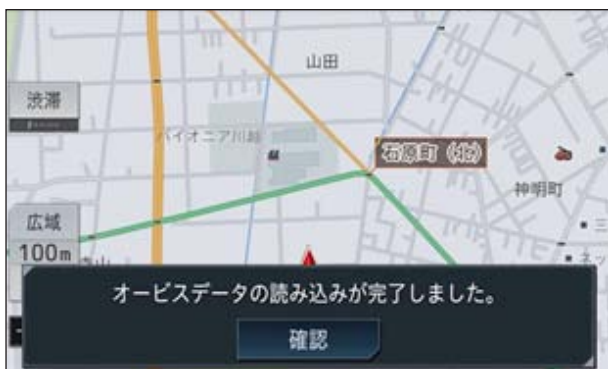 山田
渋滞
パイオニア川越
石原町（北）
神明町
広域
100m
オービスデータの読み込みが完了しました。
確認